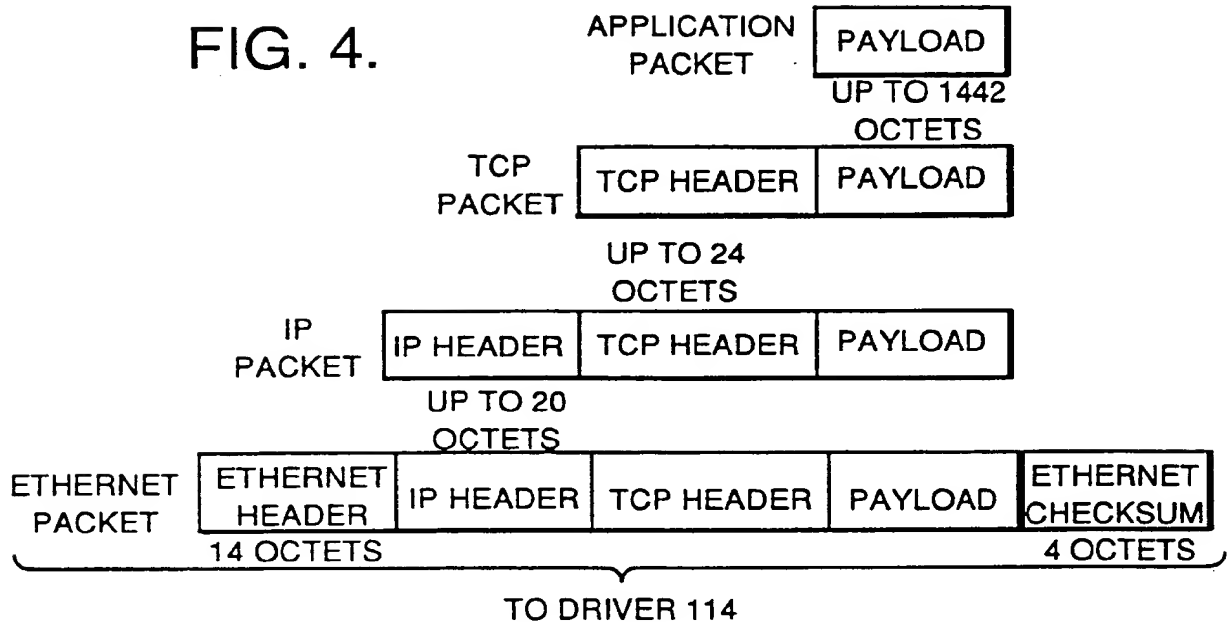 FIG. 4.
APPLICATION
PACKET
PAYLOAD
UP TO 1442
OCTETS
TCP
PACKET
TCP HEADER
PAYLOAD
UP TO 24
OCTETS
IP
PACKET
IP HEADER
TCP HEADER
PAYLOAD
UP TO 20
OCTETS
ETHERNET
PACKET
ETHERNET
HEADER
IP HEADER
TCP HEADER
PAYLOAD
ETHERNET
CHECKSUM
14 OCTETS
4 OCTETS
TO DRIVER 114